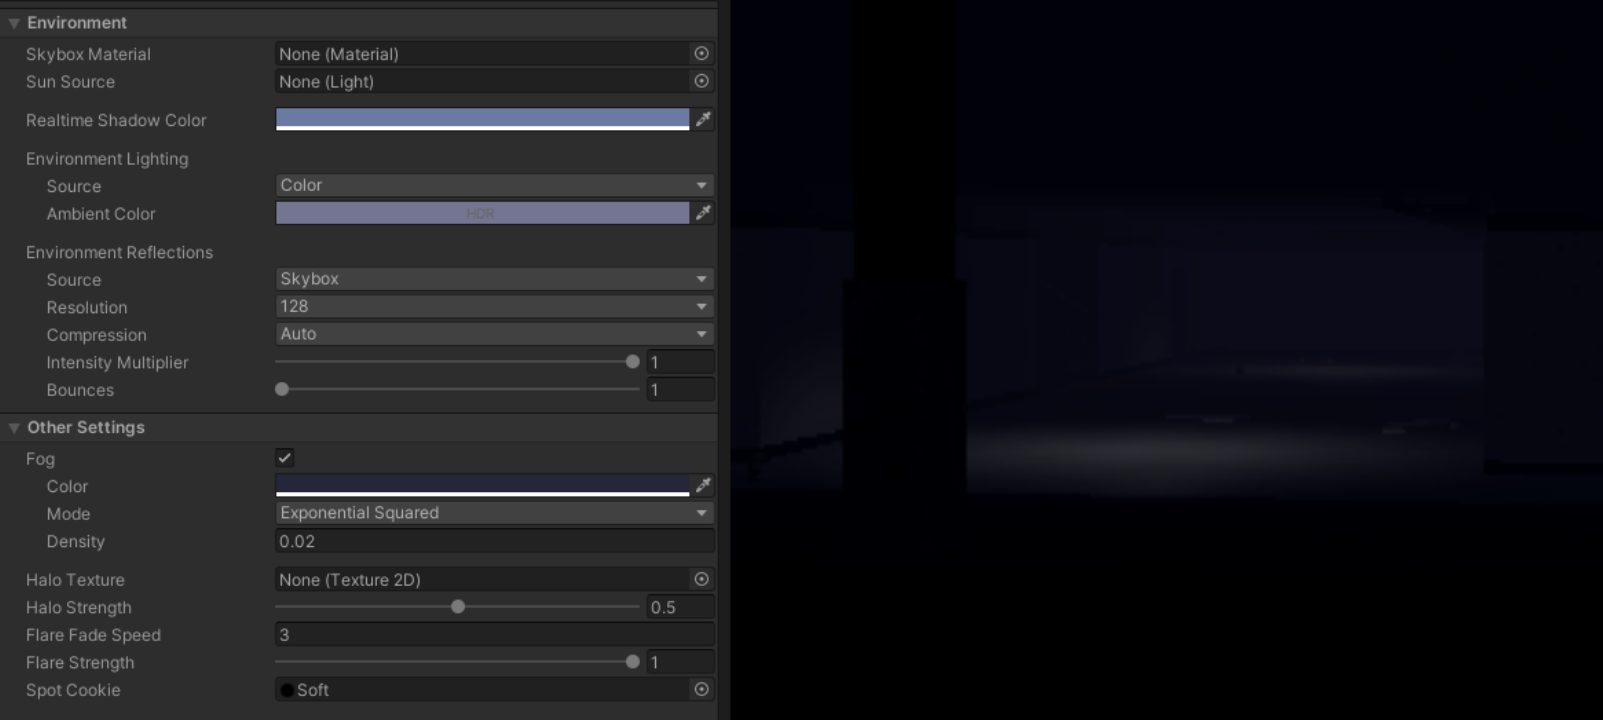 Environment
Skybox Material None (Material)
Sun Source None (Light)
Realtime Shadow Color
Environment Lighting
Source Color
Ambient Color HDR
Environment Reflections
Source Skybox
Resolution 128
Compression Auto
Intensity Multiplier 1
Bounces 1
Other Settings
Fog
Color
Mode Exponential Squared
Density 0.02
Halo Texture None (Texture 2D)
Halo Strength 0.5
Flare Fade Speed 3
Flare Strength 1
Spot Cookie Soft